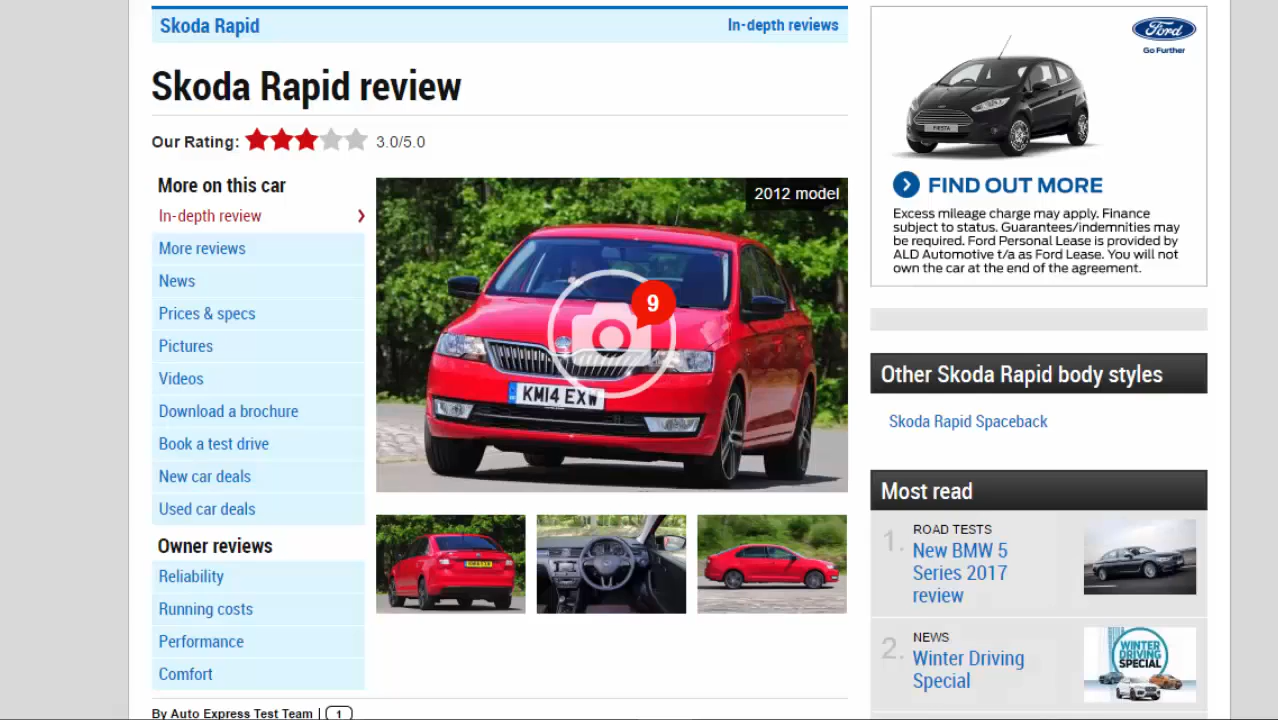 Skoda Rapid
In-depth reviews
Skoda Rapid review
Our Rating: 3.0/5.0
More on this car
In-depth review
More reviews
News
Prices & specs
Pictures
Videos
Download a brochure
Book a test drive
New car deals
Used car deals
Owner reviews
Reliability
Running costs
Performance
Comfort
2012 model
9
KM14 EXW
By Auto Express Test Team | 1
Ford
Go Further
FIESTA
FIND OUT MORE
Excess mileage charge may apply. Finance
subject to status. Guarantees/indemnities may
be required. Ford Personal Lease is provided by
ALD Automotive t/a as Ford Lease. You will not
own the car at the end of the agreement.
Other Skoda Rapid body styles
Skoda Rapid Spaceback
Most read
1.
ROAD TESTS
New BMW 5
Series 2017
review
2.
NEWS
Winter Driving
Special
WINTER
DRIVING
SPECIAL